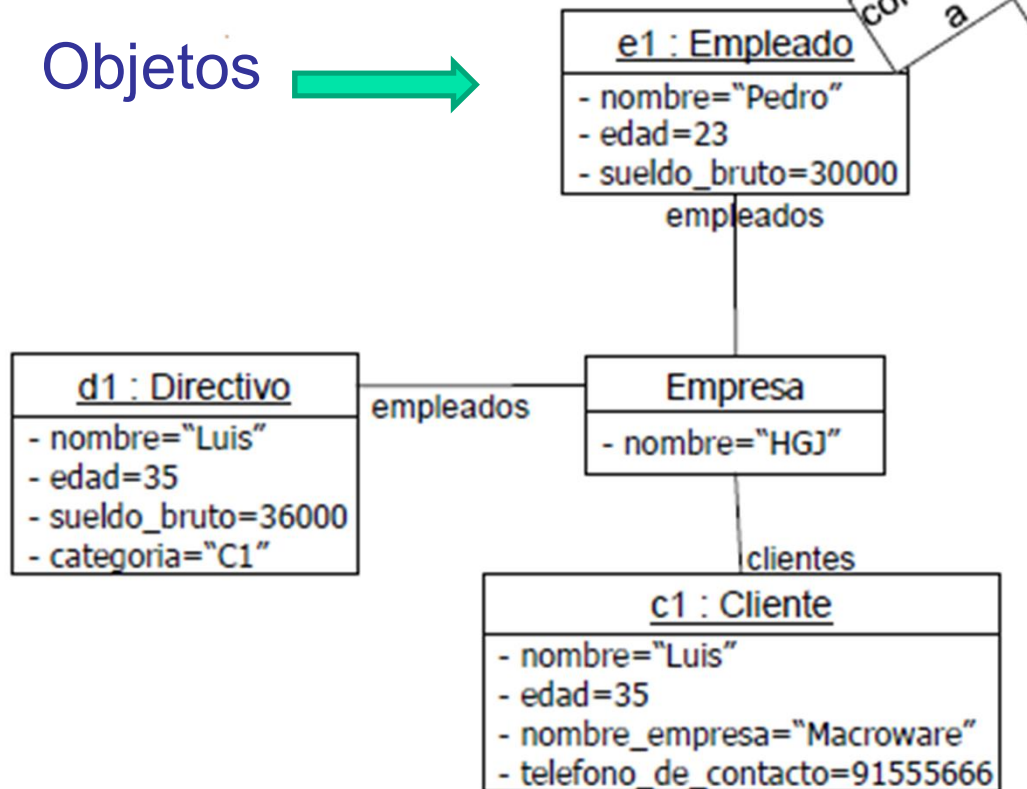 Objetos
e1 : Empleado
- nombre="Pedro"
- edad=23
- sueldo_bruto=30000
empleados
d1 : Directivo
- nombre="Luis"
- edad=35
- sueldo_bruto=36000
- categoria="C1"
empleados
Empresa
- nombre="HGJ"
clientes
c1 : Cliente
- nombre="Luis"
- edad=35
- nombre_empresa="Macroware"
- telefono_de_contacto=91555666
a